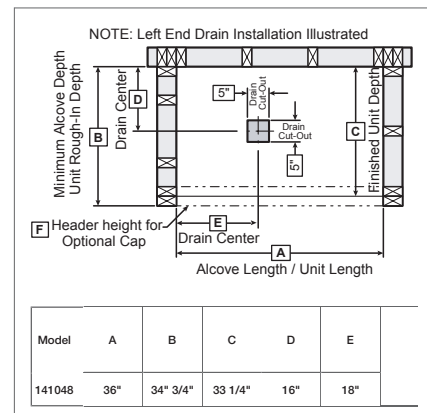 NOTE: Left End Drain Installation Illustrated
Minimum Alcove Depth
Unit Rough-In Depth
B
Drain Center
D
5"
Drain
Cut-Out
Drain
Cut-Out
5"
C
Finished Unit Depth
F Header height for
Optional Cap
E
Drain Center
A
Alcove Length / Unit Length
Model A B C D E
141048 36" 34" 3/4" 33 1/4" 16" 18"